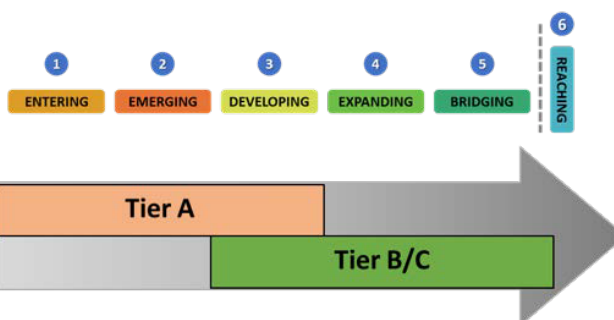 1 2 3 4 5 6
ENTERING EMERGING DEVELOPING EXPANDING BRIDGING REACHING
Tier A
Tier B/C